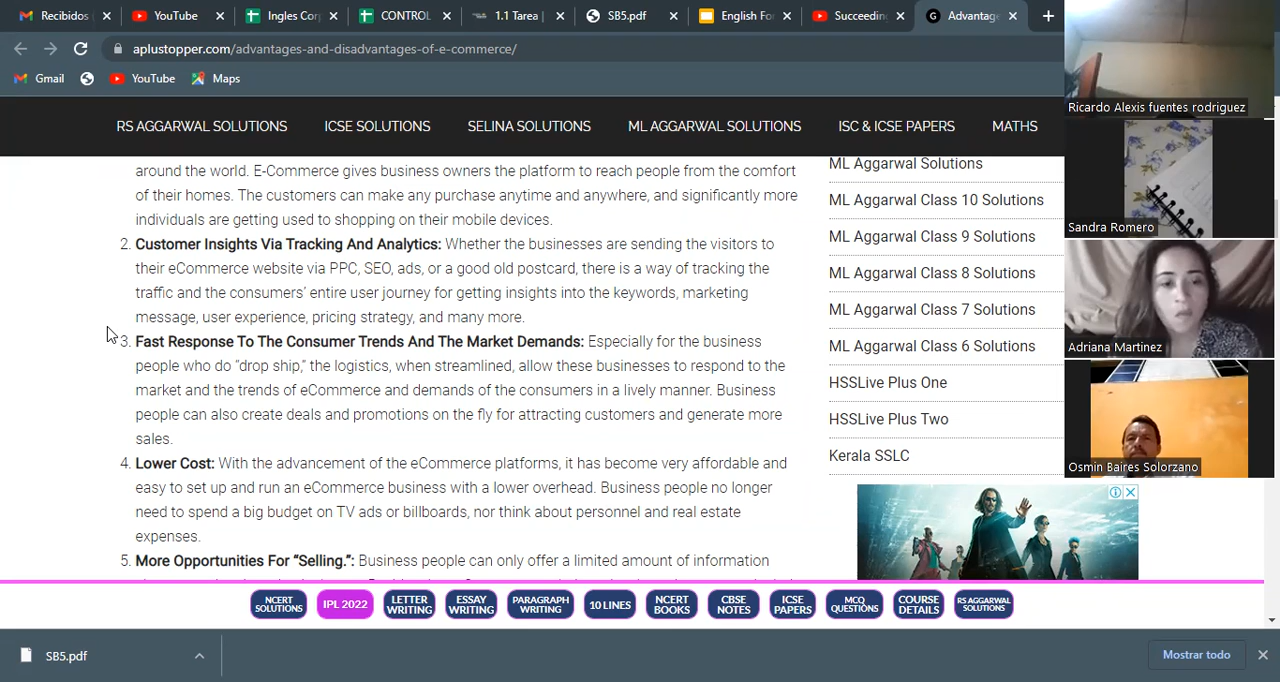 Recibidos
YouTube
Ingles Cor
CONTROL
1.1 Tarea
SB5.pdf
English Fo
Succeeding
Advantage
aplustopper.com/advantages-and-disadvantages-of-e-commerce/
Gmail
YouTube
Maps
RS AGGARWAL SOLUTIONS
ICSE SOLUTIONS
SELINA SOLUTIONS
ML AGGARWAL SOLUTIONS
ISC & ICSE PAPERS
MATHS
around the world. E-Commerce gives business owners the platform to reach people from the comfort
of their homes. The customers can make any purchase anytime and anywhere, and significantly more
individuals are getting used to shopping on their mobile devices.
2. Customer Insights Via Tracking And Analytics: Whether the businesses are sending the visitors to
their eCommerce website via PPC, SEO, ads, or a good old postcard, there is a way of tracking the
traffic and the consumers' entire user journey for getting insights into the keywords, marketing
message, user experience, pricing strategy, and many more.
3. Fast Response To The Consumer Trends And The Market Demands: Especially for the business
people who do “drop ship,” the logistics, when streamlined, allow these businesses to respond to the
market and the trends of eCommerce and demands of the consumers in a lively manner. Business
people can also create deals and promotions on the fly for attracting customers and generate more
sales.
4. Lower Cost: With the advancement of the eCommerce platforms, it has become very affordable and
easy to set up and run an eCommerce business with a lower overhead. Business people no longer
need to spend a big budget on TV ads or billboards, nor think about personnel and real estate
expenses.
5. More Opportunities For “Selling.”: Business people can only offer a limited amount of information
ML Aggarwal Solutions
ML Aggarwal Class 10 Solutions
ML Aggarwal Class 9 Solutions
ML Aggarwal Class 8 Solutions
ML Aggarwal Class 7 Solutions
ML Aggarwal Class 6 Solutions
HSSLive Plus One
HSSLive Plus Two
Kerala SSLC
Ricardo Alexis fuentes rodriguez
Sandra Romero
Adriana Martinez
Osmin Baires Solorzano
NCERT SOLUTIONS
IPL 2022
LETTER WRITING
ESSAY WRITING
PARAGRAPH WRITING
10 LINES
NCERT BOOKS
CBSE NOTES
ICSE PAPERS
MCQ QUESTIONS
COURSE DETAILS
RS AGGARWAL SOLUTIONS
SB5.pdf
Mostrar todo